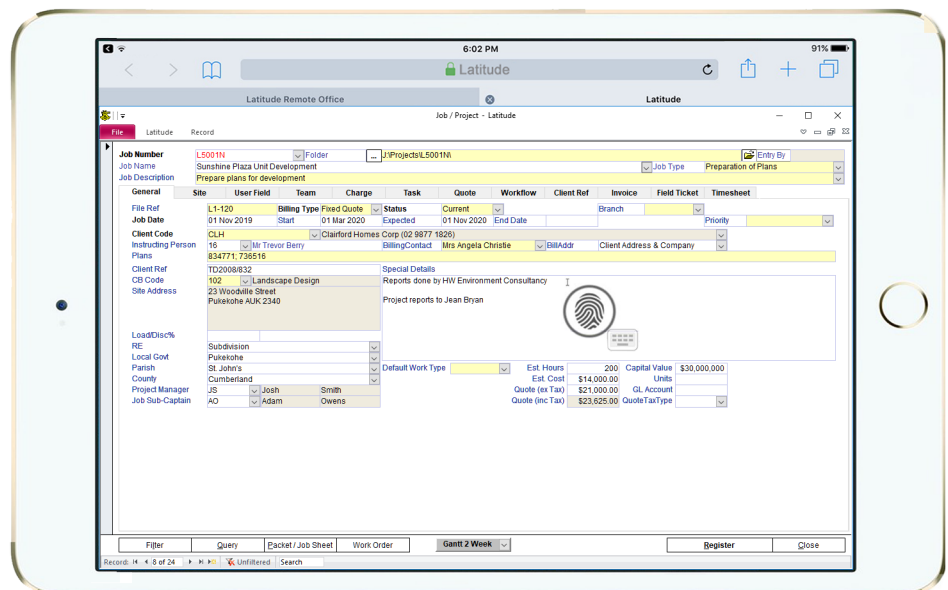 6:02 PM 91%
Latitude
Latitude Remote Office Latitude
Job / Project - Latitude
File Latitude Record
Job Number L5001N Folder ... J:\Projects\L5001N\ Entry By
Job Name Sunshine Plaza Unit Development Job Type Preparation of Plans
Job Description Prepare plans for development
General Site User Field Team Charge Task Quote Workflow Client Ref Invoice Field Ticket Timesheet
File Ref L1-120 Billing Type Fixed Quote Status Current Branch
Job Date 01 Nov 2019 Start 01 Mar 2020 Expected 01 Nov 2020 End Date Priority
Client Code CLH Clairford Homes Corp (02 9877 1826)
Instructing Person 16 Mr Trevor Berry BillingContact Mrs Angela Christie BillAddr Client Address & Company
Plans 834771; 736516
Client Ref TD2008/832 Special Details
CB Code 102 Landscape Design Reports done by HW Environment Consultancy
Site Address 23 Woodville Street
Pukekohe AUK 2340 Project reports to Jean Bryan
Load/Disc%
RE Subdivision
Local Govt Pukekohe
Parish St. John's Default Work Type Est. Hours 200 Capital Value $30,000,000
County Cumberland Est. Cost $14,000.00 Units
Project Manager JS Josh Smith Quote (ex Tax) $21,000.00 GL Account
Job Sub-Captain AO Adam Owens Quote (inc Tax) $23,625.00 QuoteTaxType
Filter Query Packet / Job Sheet Work Order Gantt 2 Week Register Close
Record: 8 of 24 Unfiltered Search